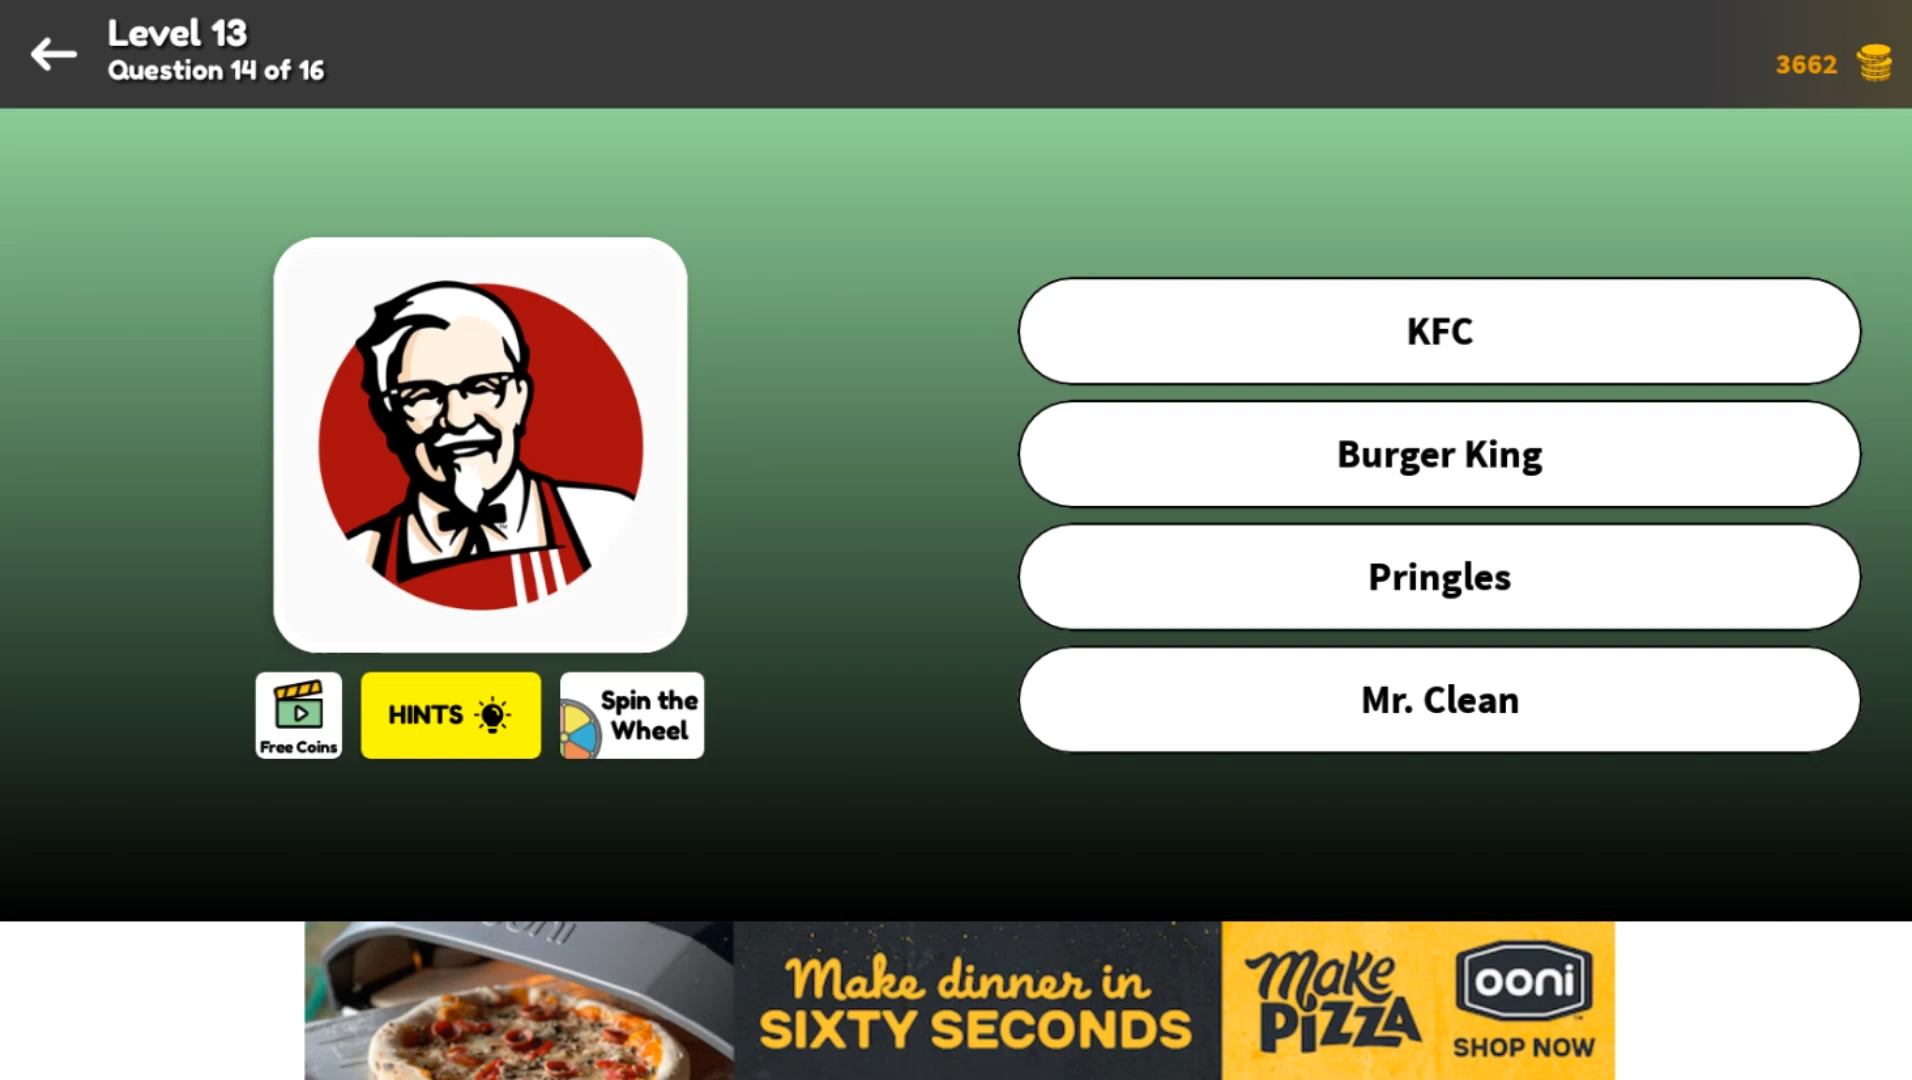 Level 13
Question 14 of 16
3662
KFC
Burger King
Pringles
Mr. Clean
Free Coins
HINTS
Spin the
Wheel
ooni
Make dinner in
SIXTY SECONDS
Make
PIZZA
ooni
SHOP NOW